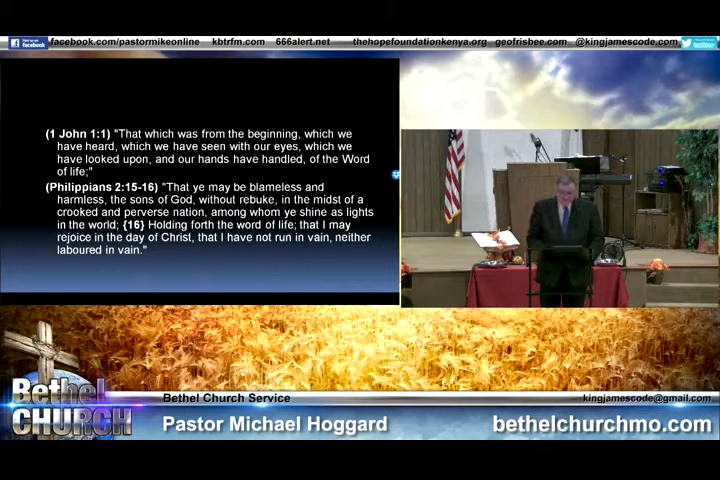 Find us on facebook facebook.com/pastormikeonline kbtrfm.com 666alert.net thehopefoundationkenya.org geofrisbee.com @kingjamescode.com
(1 John 1:1) "That which was from the beginning, which we
have heard, which we have seen with our eyes, which we
have looked upon, and our hands have handled, of the Word
of life;"
(Philippians 2:15-16) "That ye may be blameless and
harmless, the sons of God, without rebuke, in the midst of a
crooked and perverse nation, among whom ye shine as lights
in the world; {16} Holding forth the word of life; that I may
rejoice in the day of Christ, that I have not run in vain, neither
laboured in vain."
Bethel
CHURCH
Bethel Church Service
kingjamescode@gmail.com
Pastor Michael Hoggard
bethelchurchmo.com